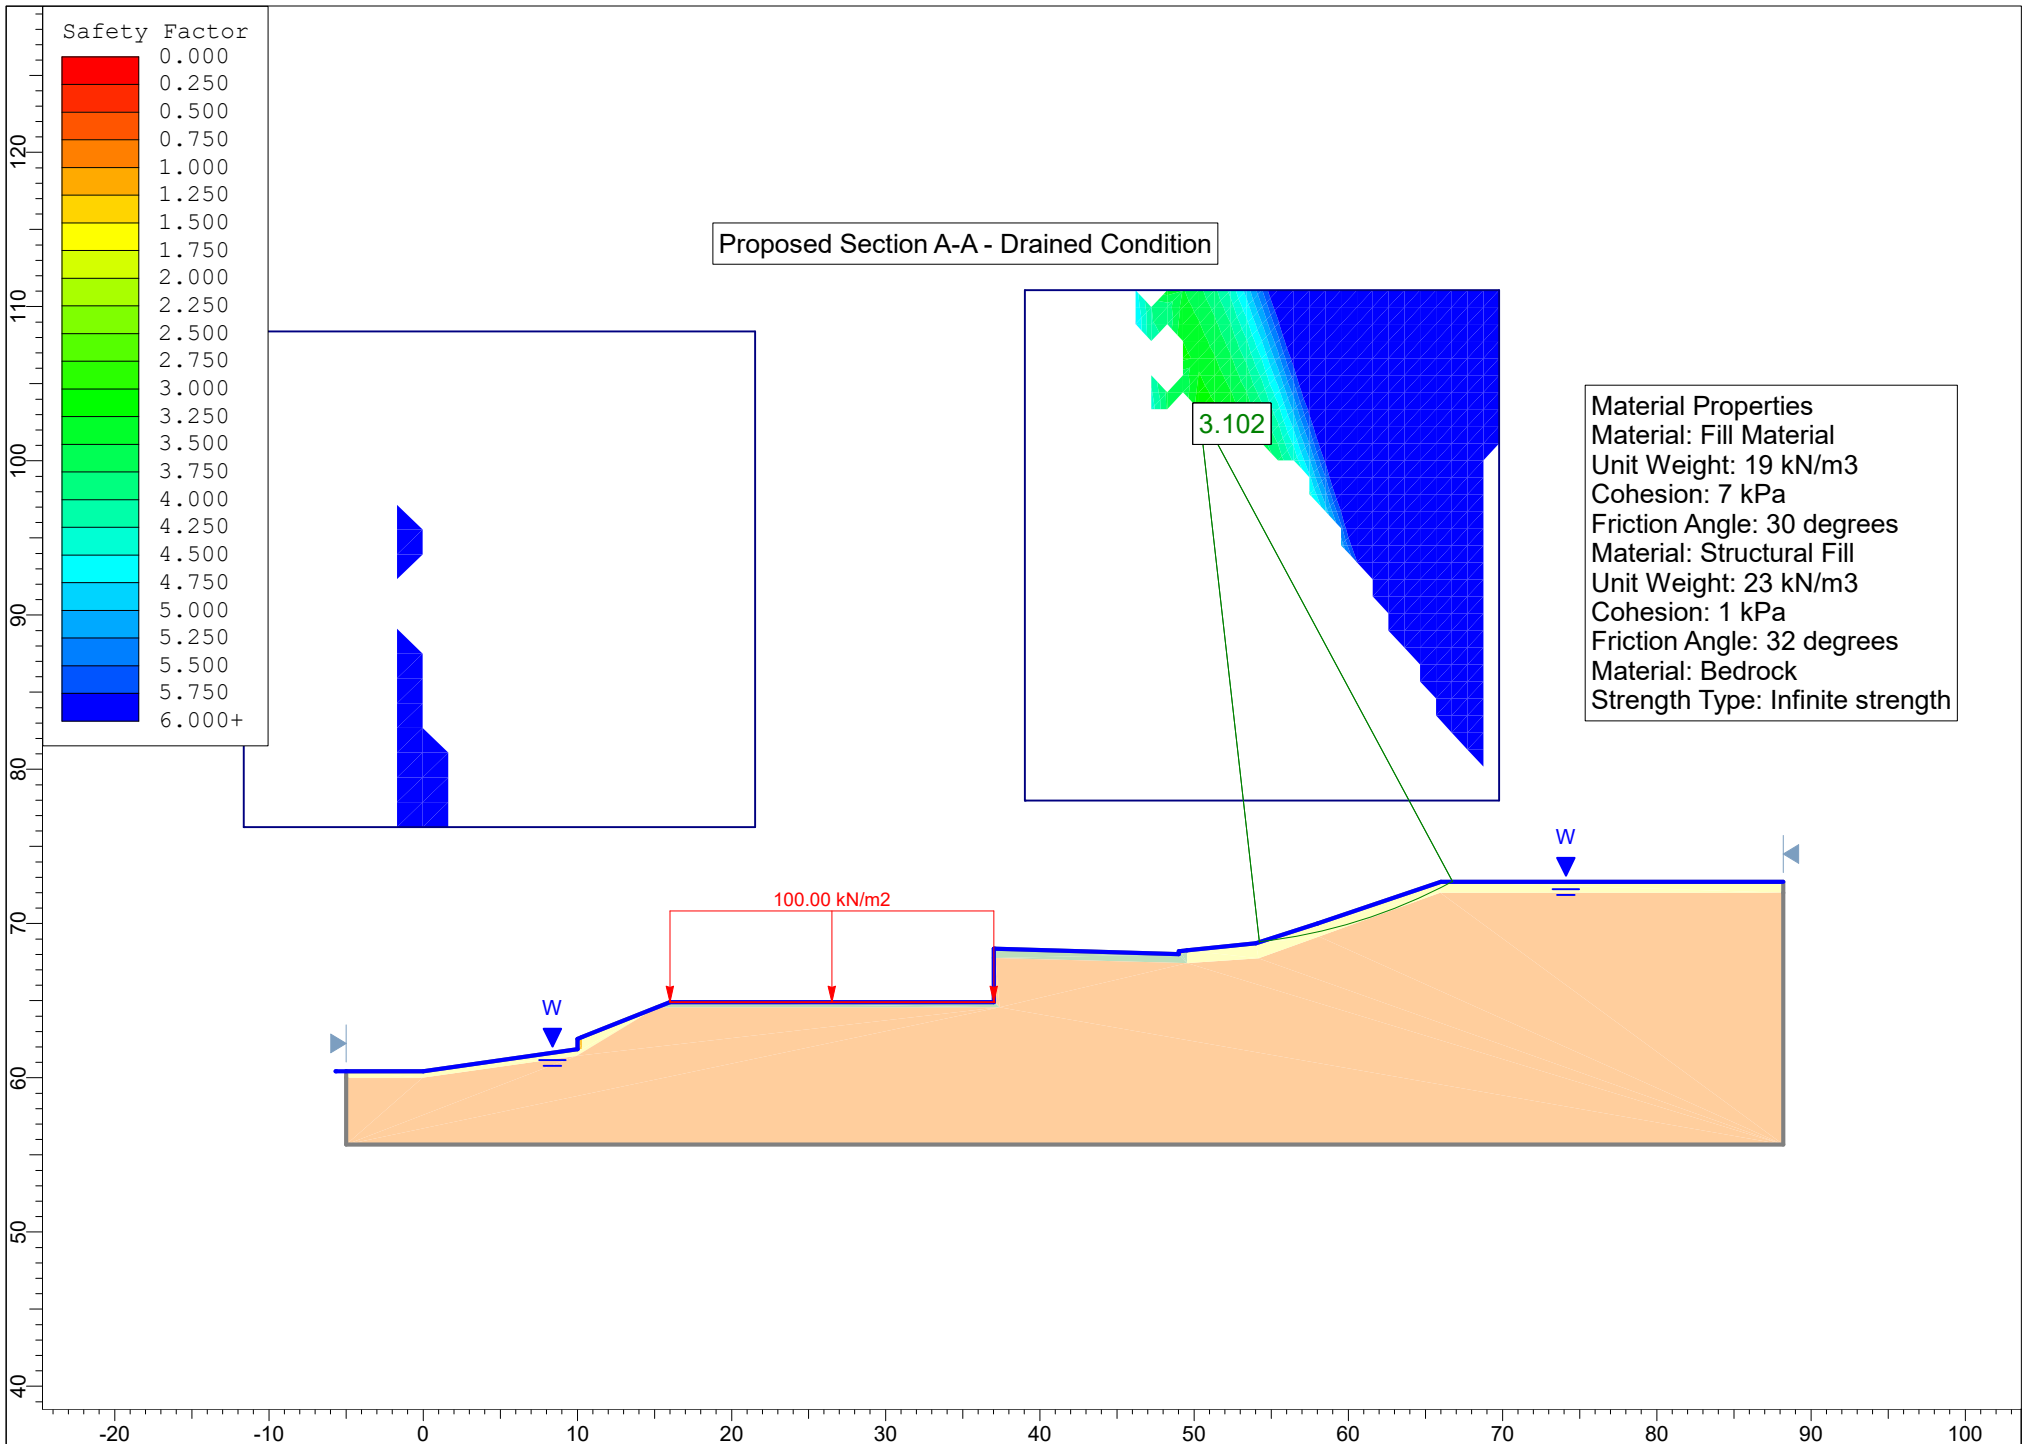 Safety Factor
0.000
0.250
0.500
0.750
1.000
1.250
1.500
1.750
2.000
2.250
2.500
2.750
3.000
3.250
3.500
3.750
4.000
4.250
4.500
4.750
5.000
5.250
5.500
5.750
6.000+
Proposed Section A-A - Drained Condition
3.102
Material Properties
Material: Fill Material
Unit Weight: 19 kN/m3
Cohesion: 7 kPa
Friction Angle: 30 degrees
Material: Structural Fill
Unit Weight: 23 kN/m3
Cohesion: 1 kPa
Friction Angle: 32 degrees
Material: Bedrock
Strength Type: Infinite strength
W
100.00 kN/m2
W
120
110
100
90
80
70
60
50
40
-20 -10 0 10 20 30 40 50 60 70 80 90 100